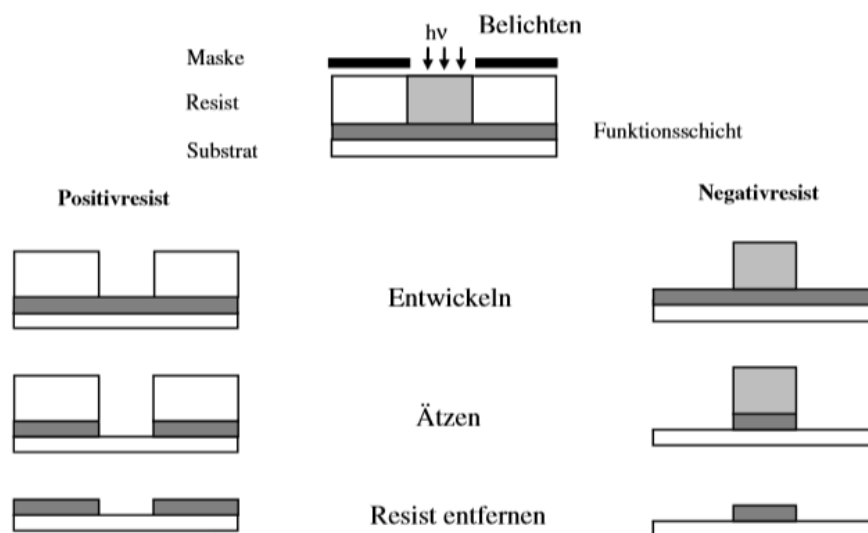 Belichten
hν
Maske
Resist
Funktionsschicht
Substrat
Positivresist
Negativresist
Entwickeln
Ätzen
Resist entfernen